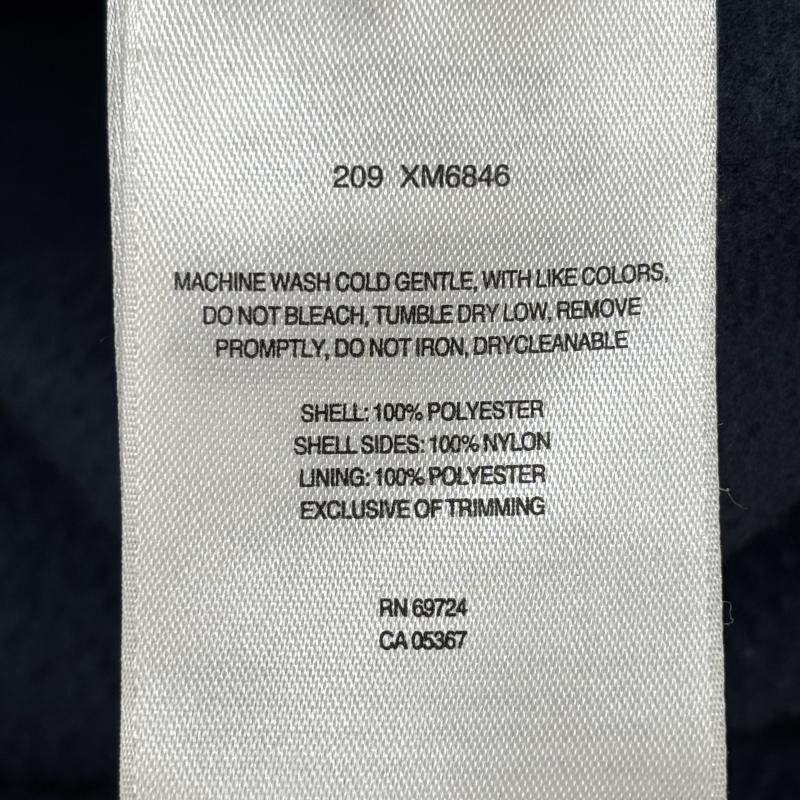 209 XM6846
MACHINE WASH COLD GENTLE, WITH LIKE COLORS,
DO NOT BLEACH, TUMBLE DRY LOW, REMOVE
PROMPTLY, DO NOT IRON, DRYCLEANABLE
SHELL: 100% POLYESTER
SHELL SIDES: 100% NYLON
LINING: 100% POLYESTER
EXCLUSIVE OF TRIMMING
RN 69724
CA 05367